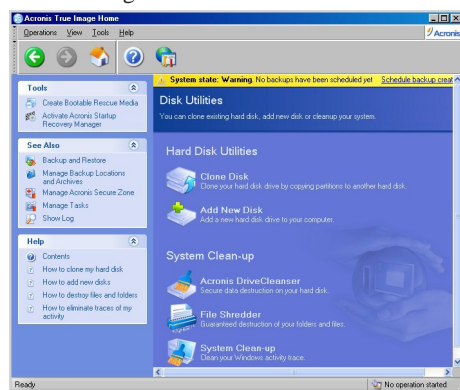 Acronis True Image Home
Operations View Tools Help
Acronis
System state: Warning. No backups have been scheduled yet Schedule backup creat
Tools
Create Bootable Rescue Media
Activate Acronis Startup
Recovery Manager
See Also
Backup and Restore
Manage Backup Locations
and Archives
Manage Acronis Secure Zone
Manage Tasks
Show Log
Help
Contents
How to clone my hard disk
How to add new disks
How to destroy files and folders
How to eliminate traces of my
activity
Disk Utilities
You can clone existing hard disk, add new disk or cleanup your system.
Hard Disk Utilities
Clone Disk
Clone your hard disk drive by copying partitions to another hard disk.
Add New Disk
Add a new hard disk drive to your computer.
System Clean-up
Acronis DriveCleanser
Secure data destruction on your hard disk.
File Shredder
Guaranteed destruction of your folders and files.
System Clean-up
Clean your Windows activity trace.
Ready
No operation started